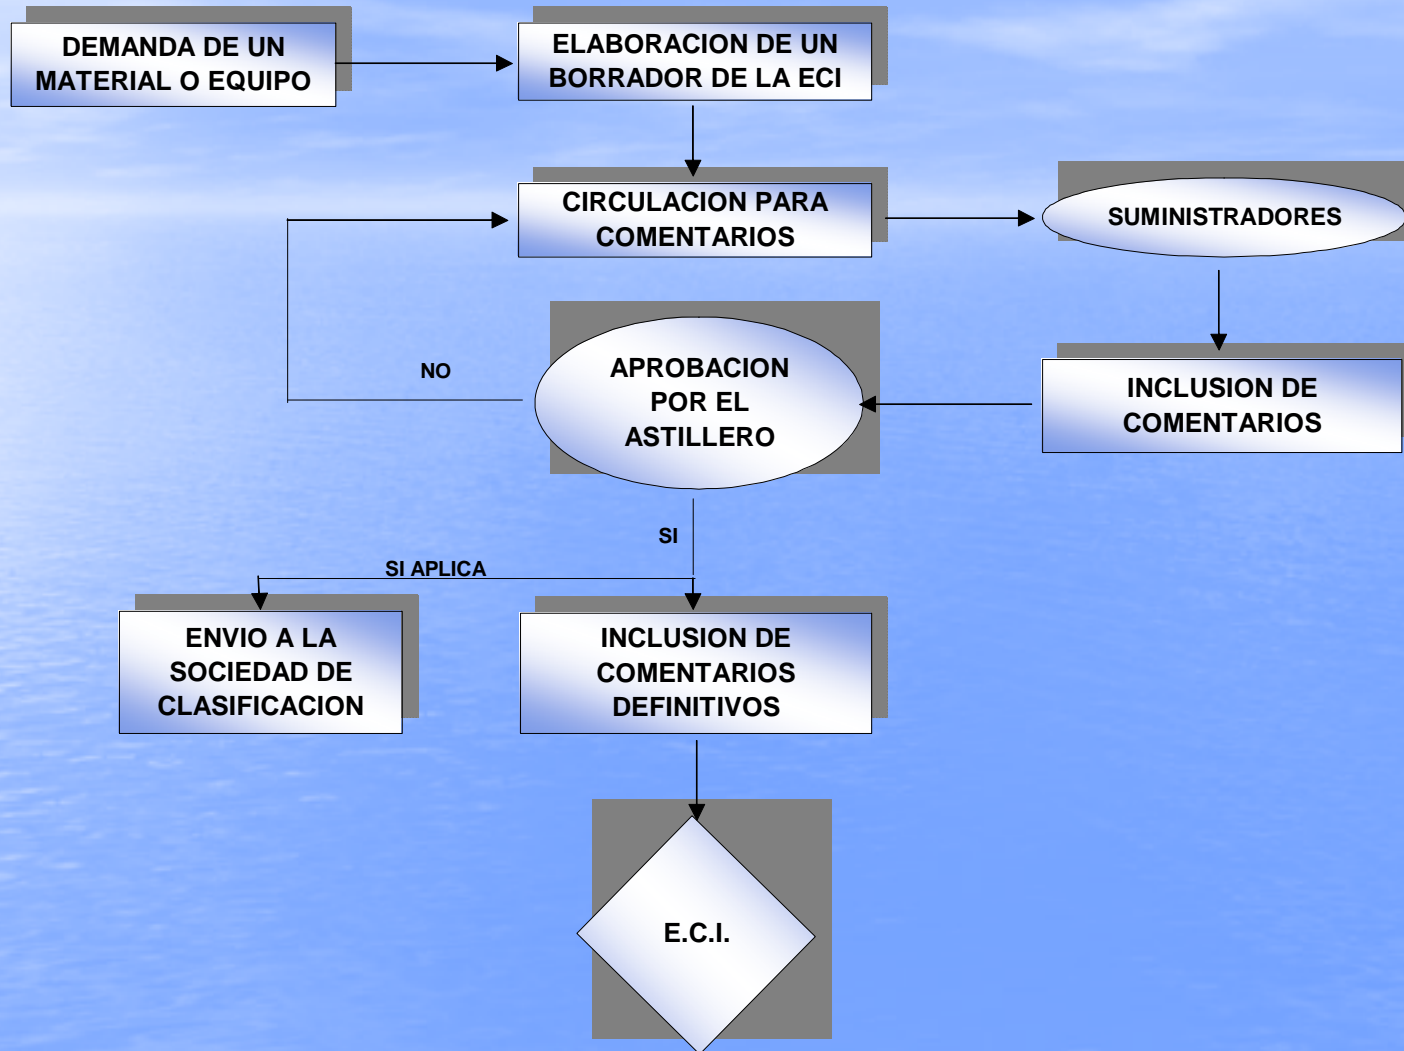 DEMANDA DE UN
MATERIAL O EQUIPO
ELABORACION DE UN
BORRADOR DE LA ECI
CIRCULACION PARA
COMENTARIOS
SUMINISTRADORES
INCLUSION DE
COMENTARIOS
APROBACION
POR EL
ASTILLERO
NO
SI
SI APLICA
ENVIO A LA
SOCIEDAD DE
CLASIFICACION
INCLUSION DE
COMENTARIOS
DEFINITIVOS
E.C.I.